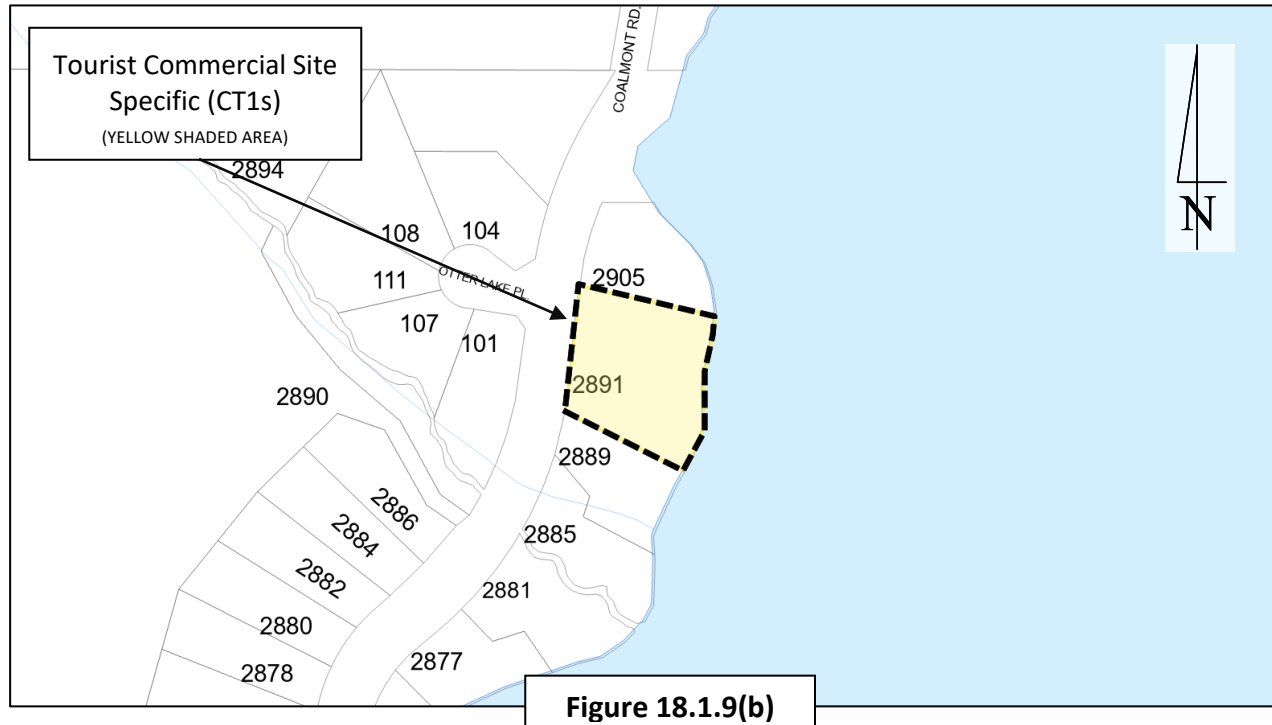 COALMONT RD.
Tourist Commercial Site
Specific (CT1s)
(YELLOW SHADED AREA)
2894
N
108
104
111
OTTER LAKE PL.
2905
107
101
2891
2890
2889
2886
2884
2885
2882
2881
2880
2877
2878
Figure 18.1.9(b)